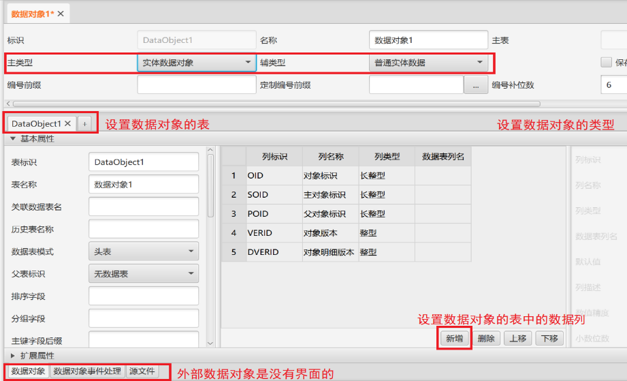 数据对象1* ×
标识 DataObject1 名称 数据对象1 主表
主类型 实体数据对象 辅类型 普通实体数据
编号前缀 定制编号前缀 ... 编号补位数 6
DataObject1 × + 设置数据对象的表 设置数据对象的类型
基本属性
表标识 DataObject1
表名称 数据对象1
关联数据表名
历史表名称
数据表模式 头表
父表标识 无数据表
排序字段
分组字段
主键字段后缀
扩展属性
列标识 列名称 列类型 数据表列名
1 OID 对象标识 长整型
2 SOID 主对象标识 长整型
3 POID 父对象标识 长整型
4 VERID 对象版本 整型
5 DVERID 对象明细版本 整型
设置数据对象的表中的数据列
新增 删除 上移 下移
列标识
列名称
列类型
数据表列名
默认值
列描述
小数位数
数据对象 数据对象事件处理 源文件 外部数据对象是没有界面的